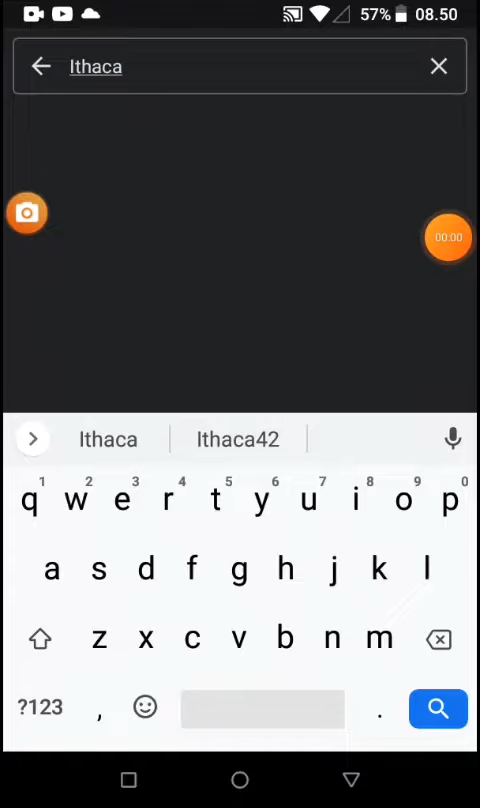 57% 08.50
Ithaca
00:00
Ithaca Ithaca42
1 2 3 4 5 6 7 8 9 0
q w e r t y u i o p
a s d f g h j k l
z x c v b n m
?123 , .